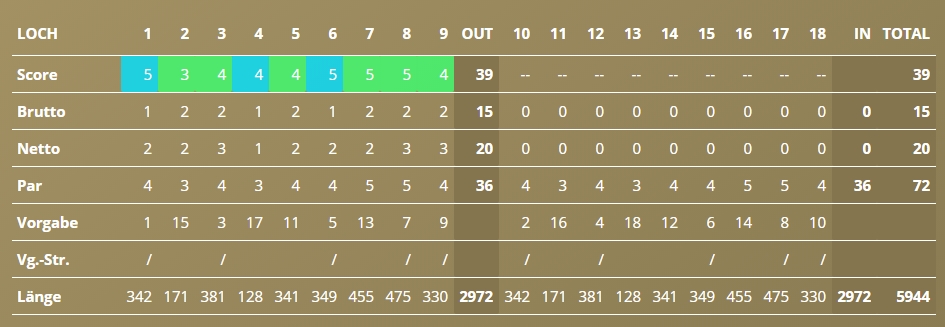 LOCH 1 2 3 4 5 6 7 8 9 OUT 10 11 12 13 14 15 16 17 18 IN TOTAL
Score 5 3 4 4 4 5 5 5 4 39 -- -- -- -- -- -- -- -- -- 39
Brutto 1 2 2 1 2 1 2 2 2 15 0 0 0 0 0 0 0 0 0 0 15
Netto 2 2 3 1 2 2 2 3 3 20 0 0 0 0 0 0 0 0 0 0 20
Par 4 3 4 3 4 4 5 5 4 36 4 3 4 3 4 4 5 5 4 36 72
Vorgabe 1 15 3 17 11 5 13 7 9 2 16 4 18 12 6 14 8 10
Vg.-Str. / / / / / / / / / /
Länge 342 171 381 128 341 349 455 475 330 2972 342 171 381 128 341 349 455 475 330 2972 5944